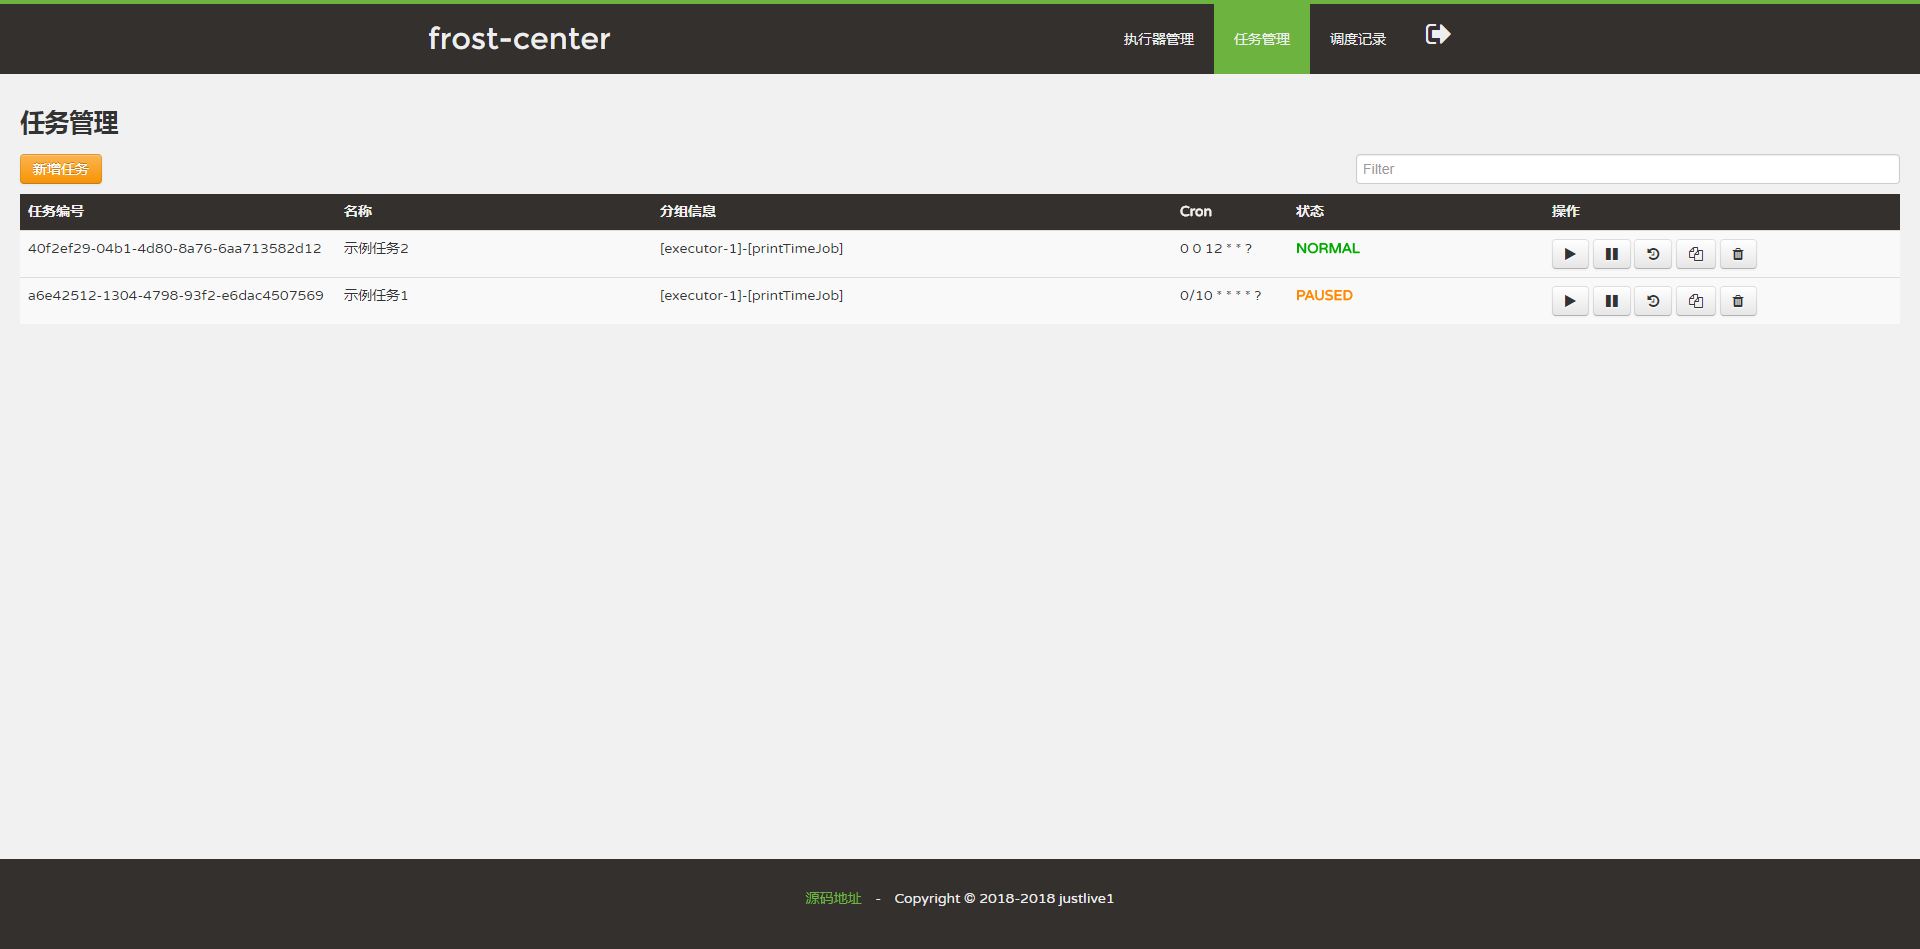 frost-center 执行器管理 任务管理 调度记录
任务管理
新增任务 Filter
任务编号 名称 分组信息 Cron 状态 操作
40f2ef29-04b1-4d80-8a76-6aa713582d12 示例任务2 [executor-1]-[printTimeJob] 0 0 12 * * ? NORMAL
a6e42512-1304-4798-93f2-e6dac4507569 示例任务1 [executor-1]-[printTimeJob] 0/10 * * * * ? PAUSED
源码地址 - Copyright © 2018-2018 justlive1